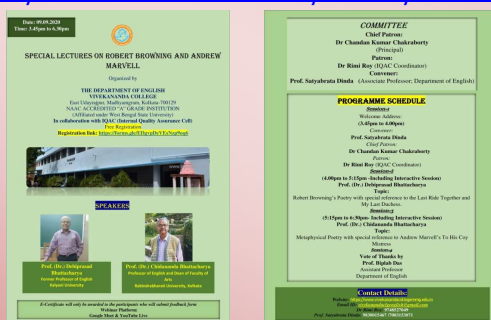 Date: 09.09.2020
Time: 3:45pm to 6.30pm
SPECIAL LECTURES ON ROBERT BROWNING AND ANDREW
MARVELL
Organized by
THE DEPARTMENT OF ENGLISH
VIVEKANANDA COLLEGE
East Udayrajpur, Madhyamgram, Kolkata-700129
NAAC ACCREDITED "A" GRADE INSTITUTION
(Affiliated under West Bengal State University)
In collaboration with IQAC (Internal Quality Assurance Cell)
Free Registration
Registration link:
SPEAKERS
Prof. (Dr.) Debiprasad
Bhattacharya
Former Professor of English
Kalyani University
Prof. (Dr.) Chidananda Bhattacharya
Professor of English and Dean of Faculty of
Arts
Rabindrabharati University, Kolkata
E-Certificate will only be awarded to the participants who will submit feedback form
Webinar Platform:
Google Meet & YouTube Live
COMMITTEE
Chief Patron:
Dr Chandan Kumar Chakraborty
(Principal)
Patron:
Dr Rimi Roy (IQAC Coordinator)
Convener:
Prof. Satyabrata Dinda (Associate Professor; Department of English)
PROGRAMME SCHEDULE
Session-1
Welcome Address:
(3.45pm to 4.00pm)
Convener:
Prof. Satyabrata Dinda
Chief Patron:
Dr Chandan Kumar Chakraborty
Patron:
Dr Rimi Roy (IQAC Coordinator)
Session-2
(4.00pm to 5:15pm -Including Interactive Session)
Prof. (Dr.) Debiprasad Bhattacharya
Topic:
Robert Browning's Poetry with special reference to the Last Ride Together and
My Last Duchess.
Session-3
(5:15pm to 6:30pm- Including Interactive Session)
Prof. (Dr.) Chidananda Bhattacharya
Topic:
Metaphysical Poetry with special reference to Andrew Marvell's To His Coy
Mistress
Session-4
Vote of Thanks by
Prof. Biplab Das
Assistant Professor
Department of English
Contact Details: